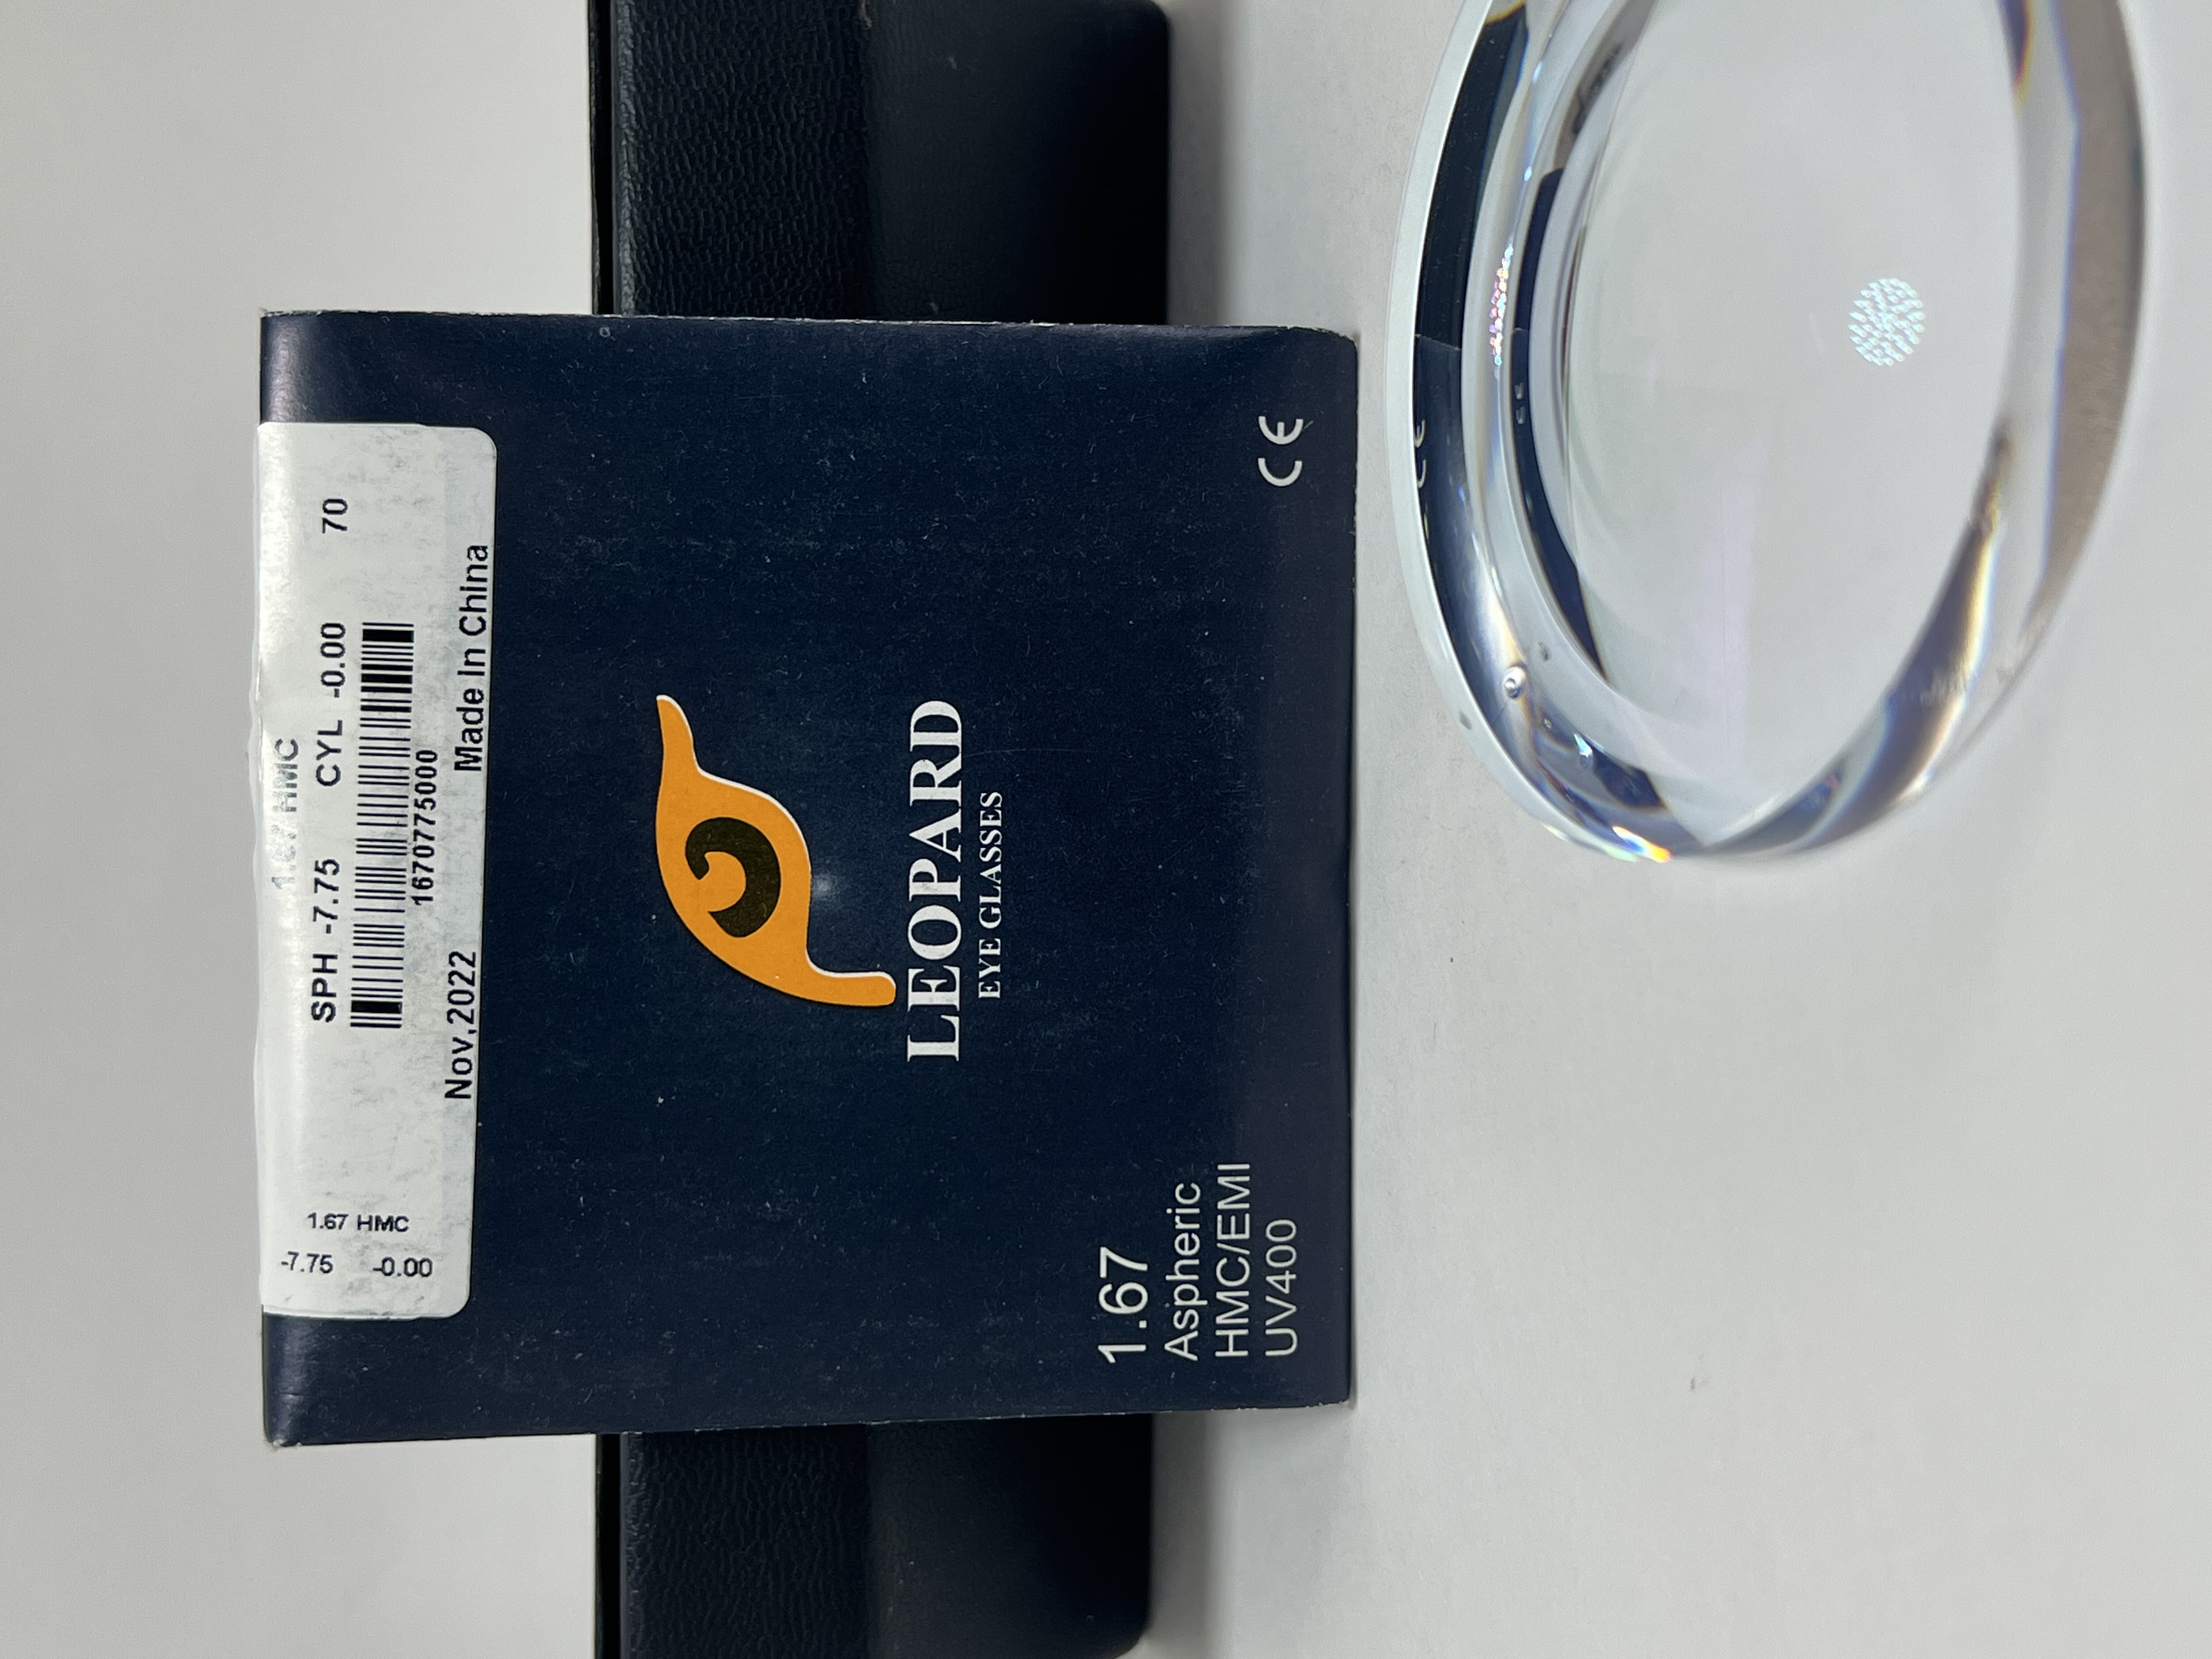 1.67 HMC
SPH -7.75 CYL -0.00 70
1670775000
Nov,2022 Made In China
1.67 HMC
-7.75 -0.00
LEOPARD
EYE GLASSES
1.67
Aspheric
HMC/EMI
UV400
CE